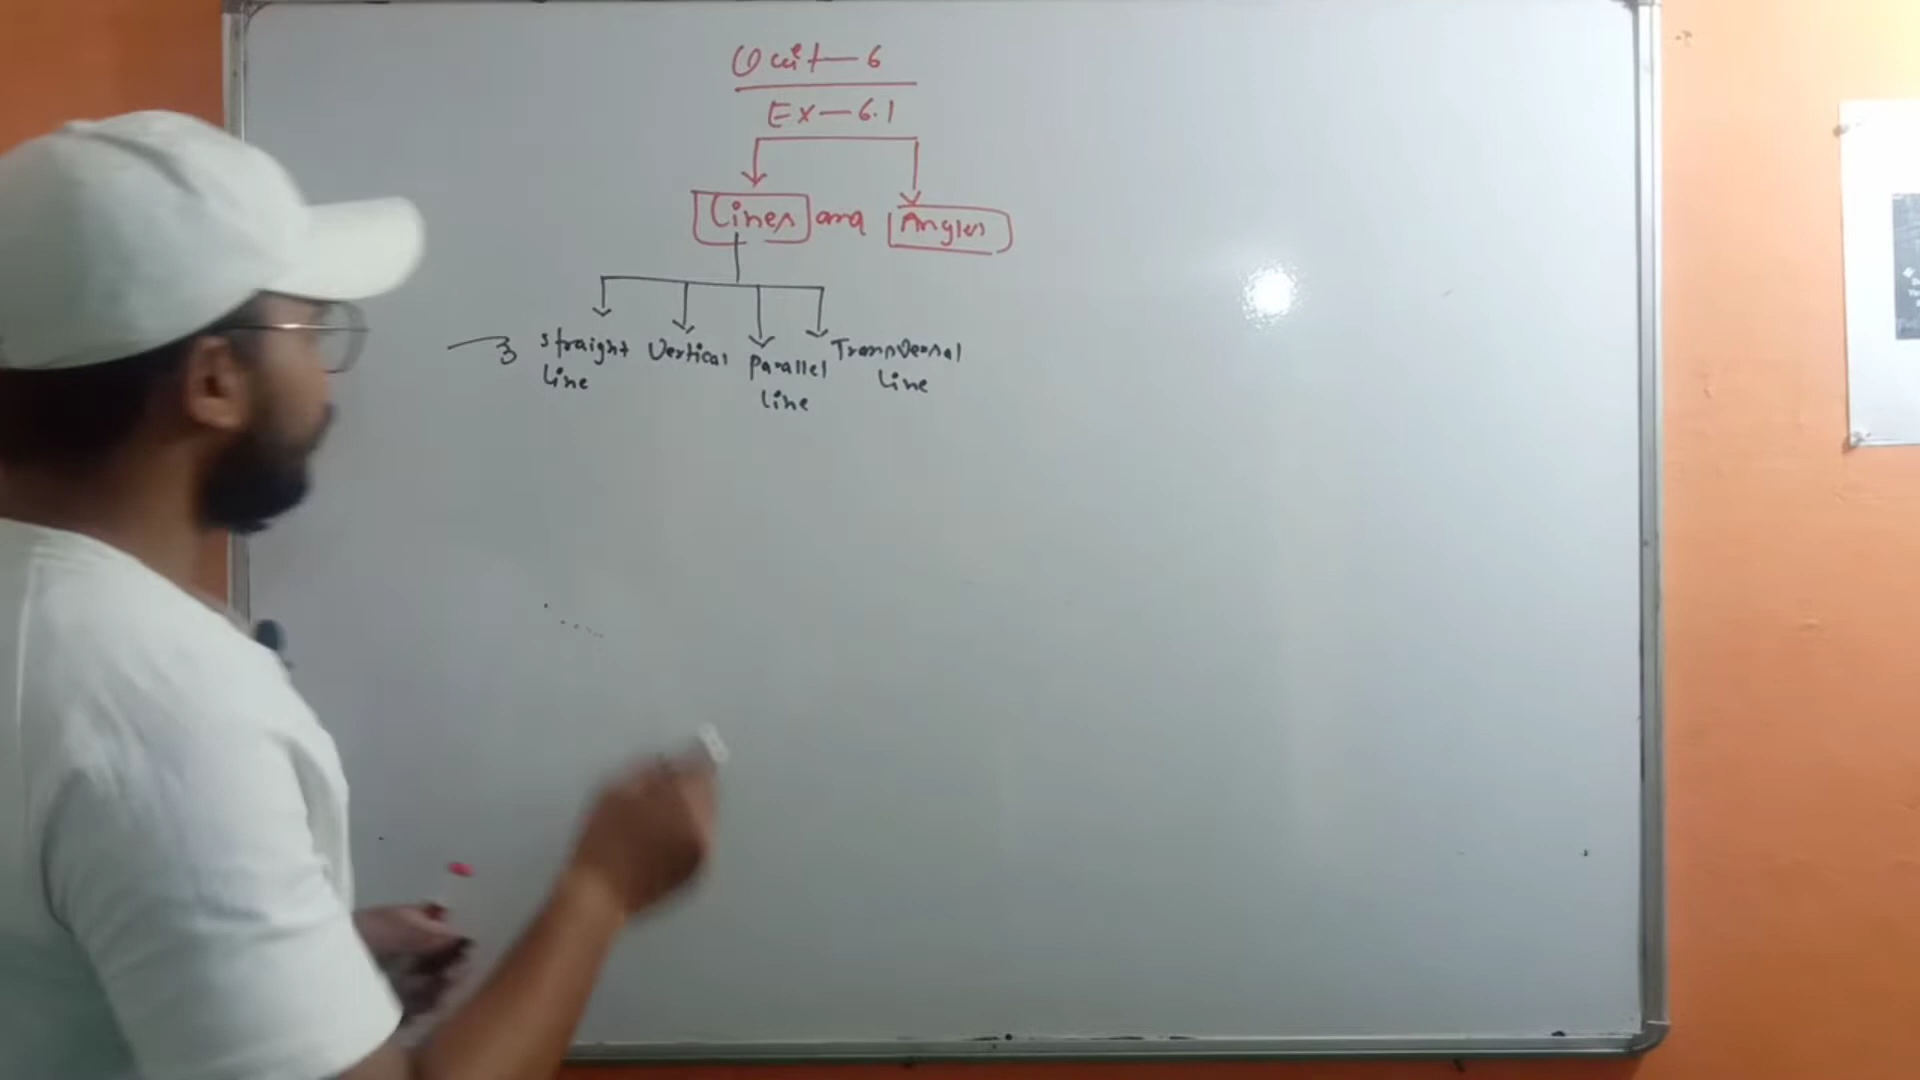 Unit—6
Ex—6.1
Lines and Angles
Straight Line
Vertical
Parallel Line
Transversal Line